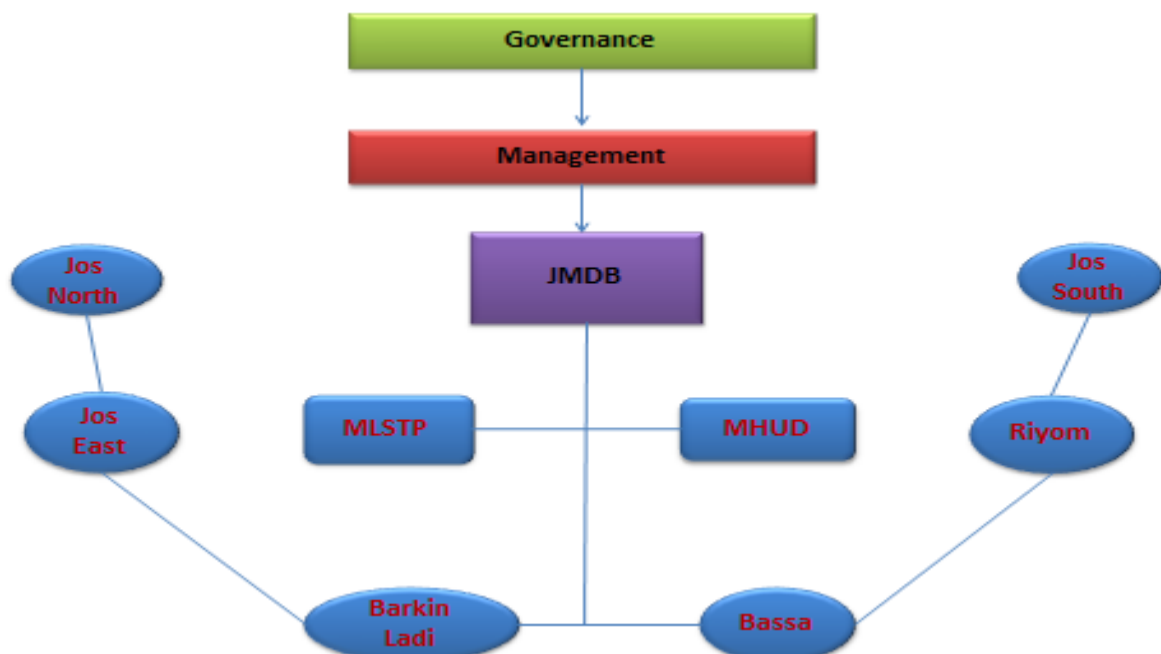 Governance
Management
JMDB
Jos
North
Jos
South
Jos
East
MLSTP
MHUD
Riyom
Barkin
Ladi
Bassa